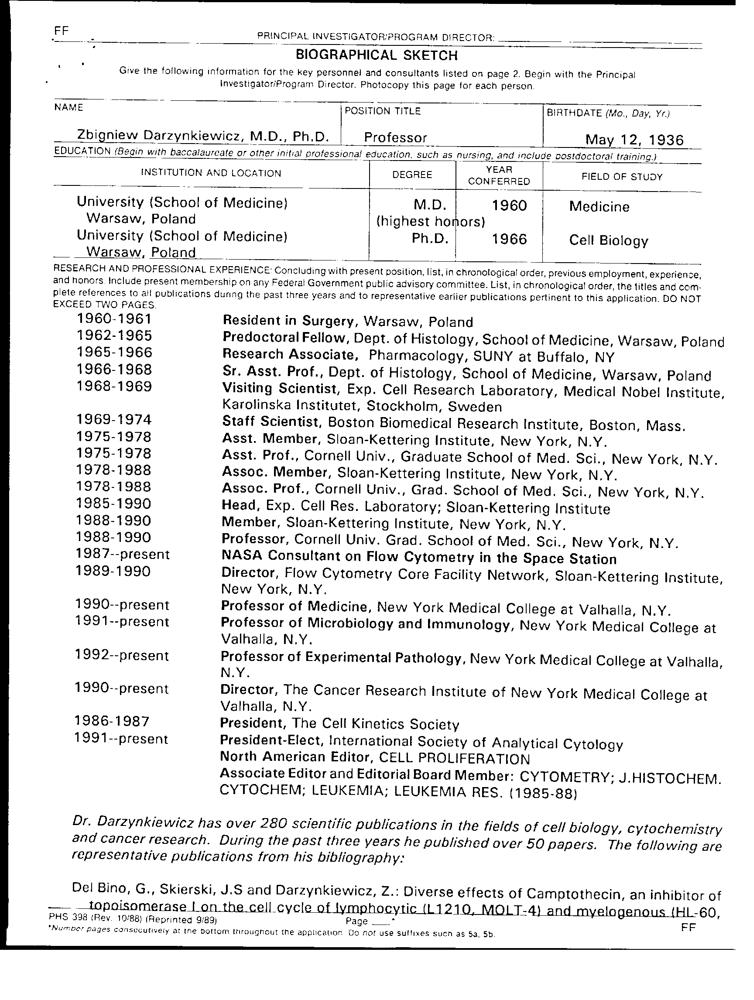 FF
PRINCIPAL INVESTIGATOR/PROGRAM DIRECTOR:
BIOGRAPHICAL SKETCH
Give the following information for the key personnel and consultants listed on page 2. Begin with the Principal
Investigator/Program Director. Photocopy this page for each person.
NAME
POSITION TITLE
BIRTHDATE (Mo., Day, Yr.)
Zbigniew Darzynkiewicz, M.D., Ph.D.
Professor
May 12, 1936
EDUCATION (Begin with baccalaureate or other initial professional education, such as nursing, and include postdoctoral training.)
INSTITUTION AND LOCATION
DEGREE
YEAR
CONFERRED
FIELD OF STUDY
University (School of Medicine) M.D. 1960 Medicine
Warsaw, Poland (highest honors)
University (School of Medicine) Ph.D. 1966 Cell Biology
Warsaw, Poland
RESEARCH AND PROFESSIONAL EXPERIENCE: Concluding with present position, list, in chronological order, previous employment, experience,
and honors. Include present membership on any Federal Government public advisory committee. List, in chronological order, the titles and com-
plete references to all publications during the past three years and to representative earlier publications pertinent to this application. DO NOT
EXCEED TWO PAGES.
1960-1961 Resident in Surgery, Warsaw, Poland
1962-1965 Predoctoral Fellow, Dept. of Histology, School of Medicine, Warsaw, Poland
1965-1966 Research Associate, Pharmacology, SUNY at Buffalo, NY
1966-1968 Sr. Asst. Prof., Dept. of Histology, School of Medicine, Warsaw, Poland
1968-1969 Visiting Scientist, Exp. Cell Research Laboratory, Medical Nobel Institute,
Karolinska Institutet, Stockholm, Sweden
1969-1974 Staff Scientist, Boston Biomedical Research Institute, Boston, Mass.
1975-1978 Asst. Member, Sloan-Kettering Institute, New York, N.Y.
1975-1978 Asst. Prof., Cornell Univ., Graduate School of Med. Sci., New York, N.Y.
1978-1988 Assoc. Member, Sloan-Kettering Institute, New York, N.Y.
1978-1988 Assoc. Prof., Cornell Univ., Grad. School of Med. Sci., New York, N.Y.
1985-1990 Head, Exp. Cell Res. Laboratory; Sloan-Kettering Institute
1988-1990 Member, Sloan-Kettering Institute, New York, N.Y.
1988-1990 Professor, Cornell Univ. Grad. School of Med. Sci., New York, N.Y.
1987--present NASA Consultant on Flow Cytometry in the Space Station
1989-1990 Director, Flow Cytometry Core Facility Network, Sloan-Kettering Institute,
New York, N.Y.
1990--present Professor of Medicine, New York Medical College at Valhalla, N.Y.
1991--present Professor of Microbiology and Immunology, New York Medical College at
Valhalla, N.Y.
1992--present Professor of Experimental Pathology, New York Medical College at Valhalla,
N.Y.
1990--present Director, The Cancer Research Institute of New York Medical College at
Valhalla, N.Y.
1986-1987 President, The Cell Kinetics Society
1991--present President-Elect, International Society of Analytical Cytology
North American Editor, CELL PROLIFERATION
Associate Editor and Editorial Board Member: CYTOMETRY; J.HISTOCHEM.
CYTOCHEM; LEUKEMIA; LEUKEMIA RES. (1985-88)
Dr. Darzynkiewicz has over 280 scientific publications in the fields of cell biology, cytochemistry
and cancer research. During the past three years he published over 50 papers. The following are
representative publications from his bibliography:
Del Bino, G., Skierski, J.S and Darzynkiewicz, Z.: Diverse effects of Camptothecin, an inhibitor of
topoisomerase I on the cell cycle of lymphocytic (L1210, MOLT-4) and myelogenous (HL-60,
PHS 398 (Rev. 10/88) (Reprinted 9/89) Page *
FF
*Number pages consecutively at the bottom throughout the application. Do not use suffixes such as 5a, 5b.